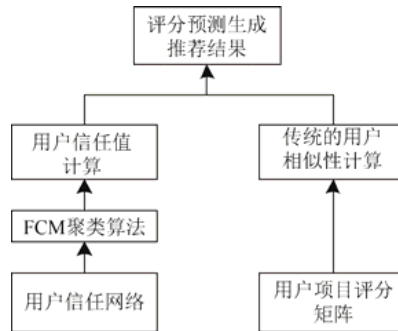 评分预测生成
推荐结果
用户信任值
计算
传统的用户
相似性计算
FCM聚类算法
用户信任网络
用户项目评分
矩阵